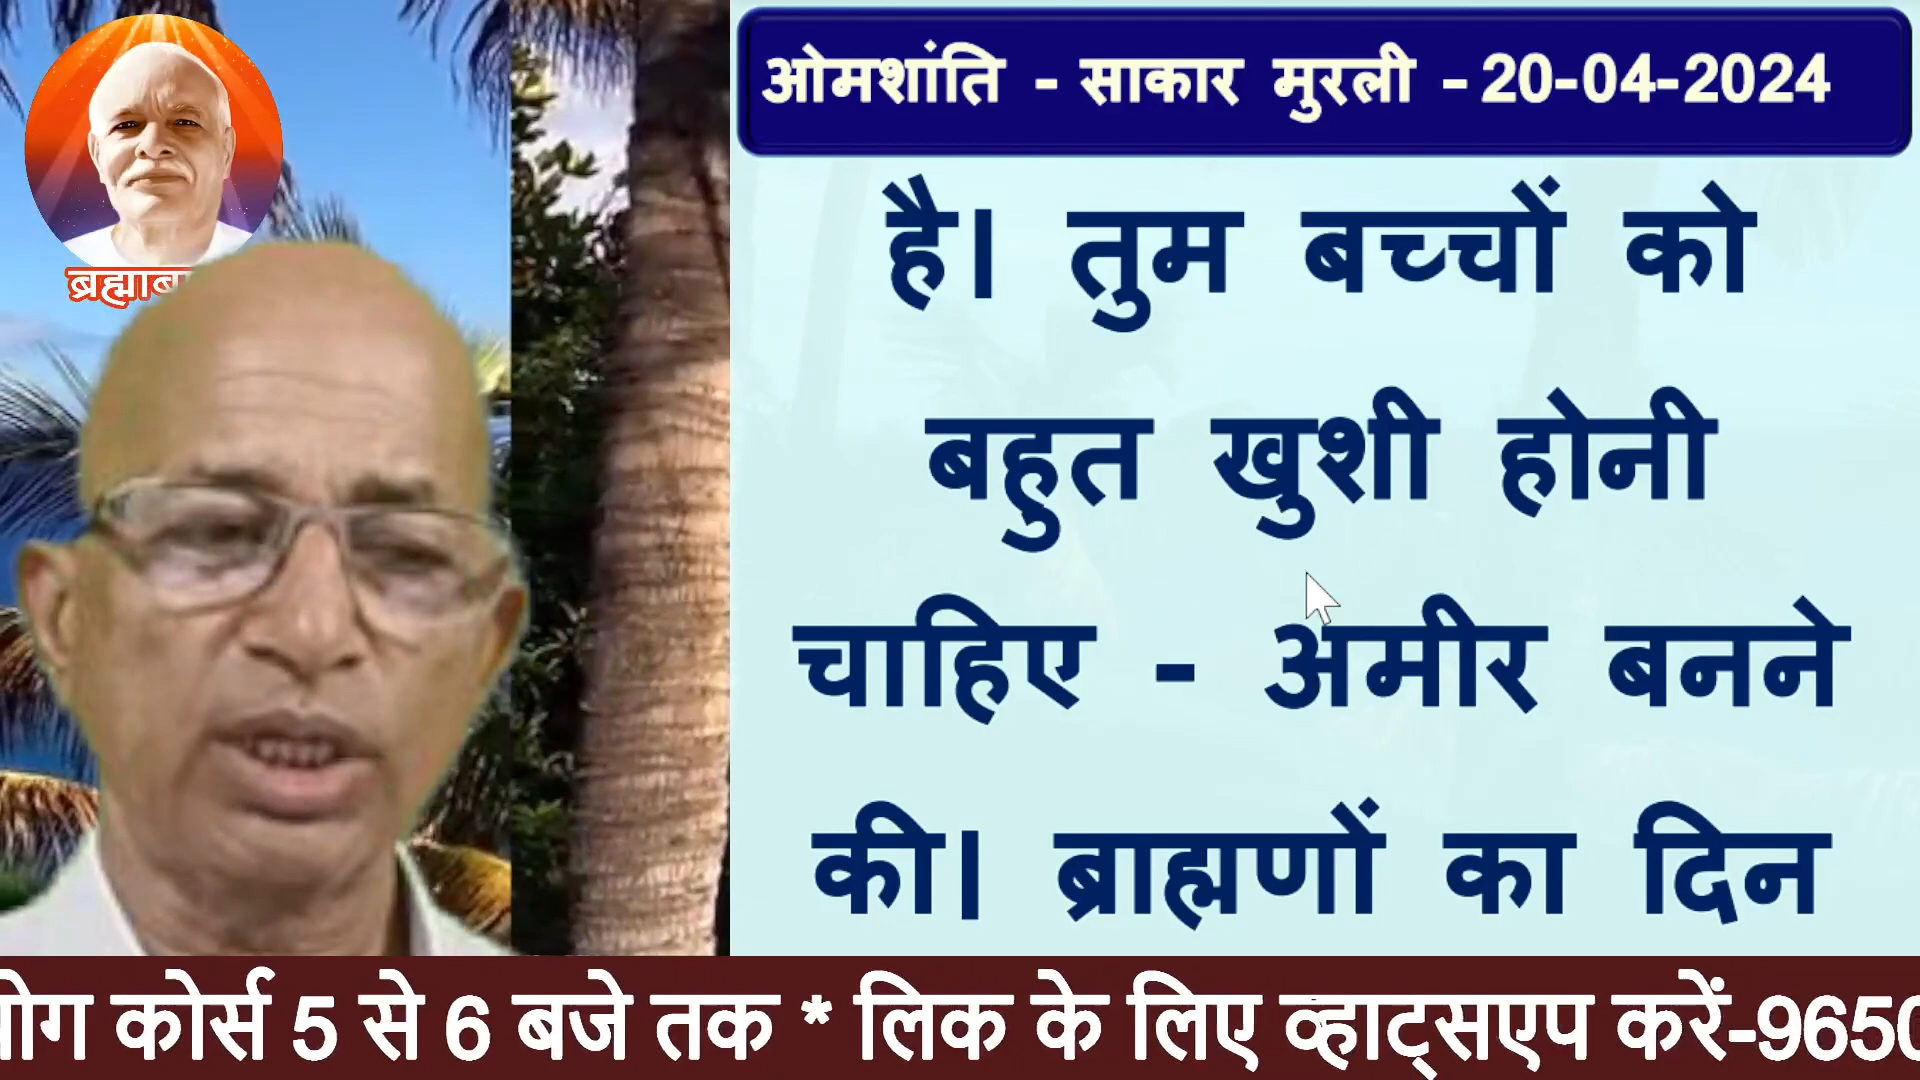 ओमशांति - साकार मुरली - 20-04-2024
है। तुम बच्चों को
बहुत खुशी होनी
चाहिए - अमीर बनने
की। ब्राह्मणों का दिन
कोर्स 5 से 6 बजे तक * लिंक के लिए व्हाट्सएप करें-9650